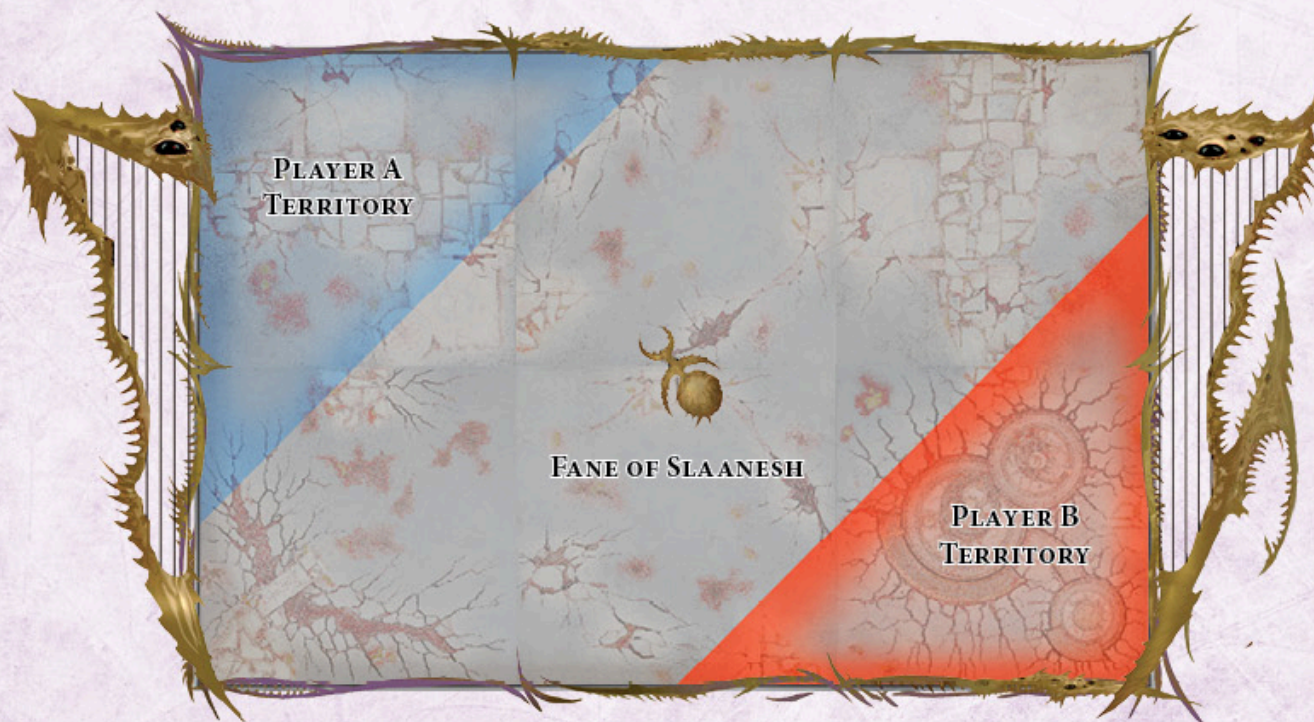 Player A
Territory
Fane of Slaanesh
Player B
Territory